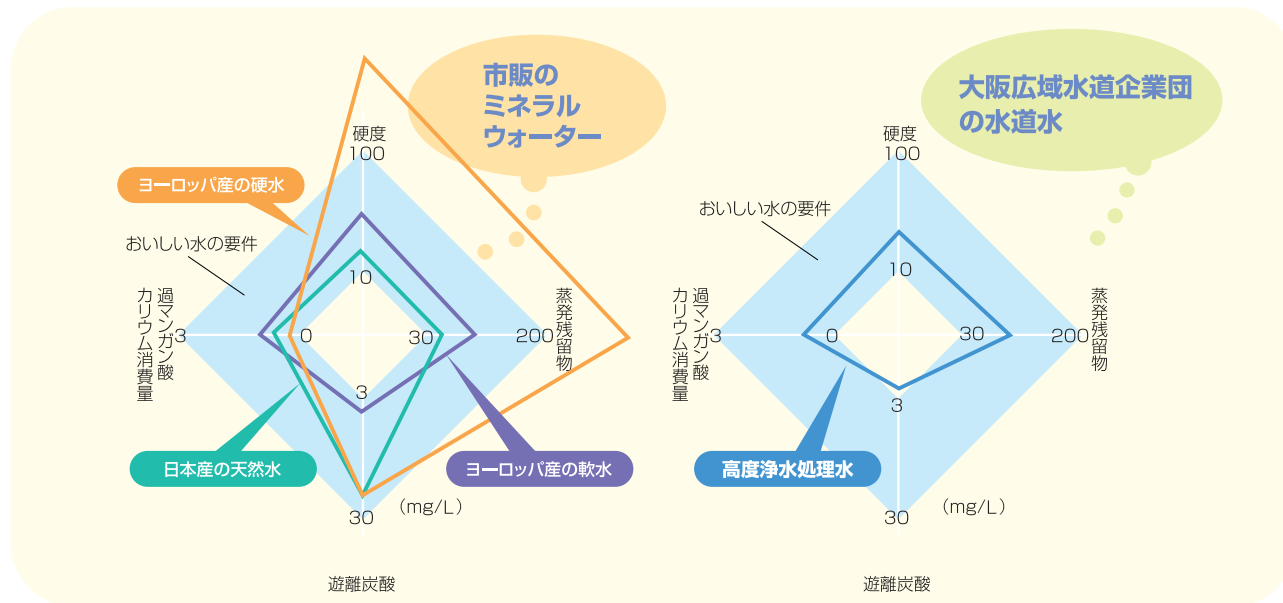 市販の
ミネラル
ウォーター
硬度
100
ヨーロッパ産の硬水
おいしい水の要件
10
過マンガン酸
カリウム消費量
3
0
30
200
蒸発残留物
3
日本産の天然水
ヨーロッパ産の軟水
30
(mg/L)
遊離炭酸
大阪広域水道企業団
の水道水
硬度
100
おいしい水の要件
10
過マンガン酸
カリウム消費量
3
0
30
200
蒸発残留物
3
高度浄水処理水
30
(mg/L)
遊離炭酸